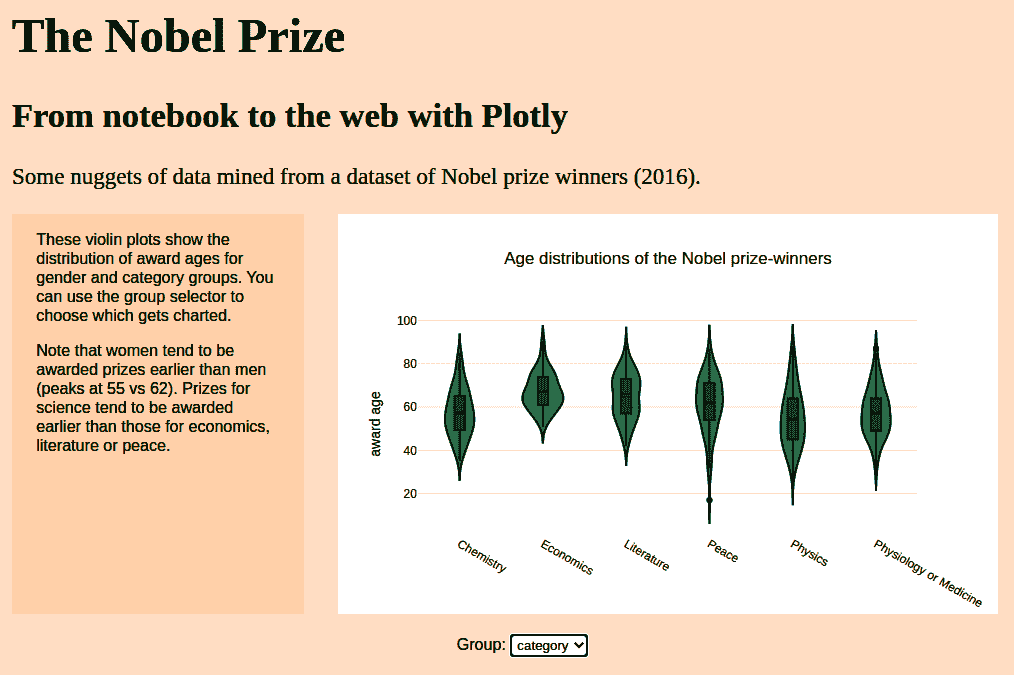 The Nobel Prize
From notebook to the web with Plotly
Some nuggets of data mined from a dataset of Nobel prize winners (2016).
These violin plots show the
distribution of award ages for
gender and category groups. You
can use the group selector to
choose which gets charted.
Note that women tend to be
awarded prizes earlier than men
(peaks at 55 vs 62). Prizes for
science tend to be awarded
earlier than those for economics,
literature or peace.
Age distributions of the Nobel prize-winners
award age
100
80
60
40
20
Chemistry
Economics
Literature
Peace
Physics
Physiology or Medicine
Group: category